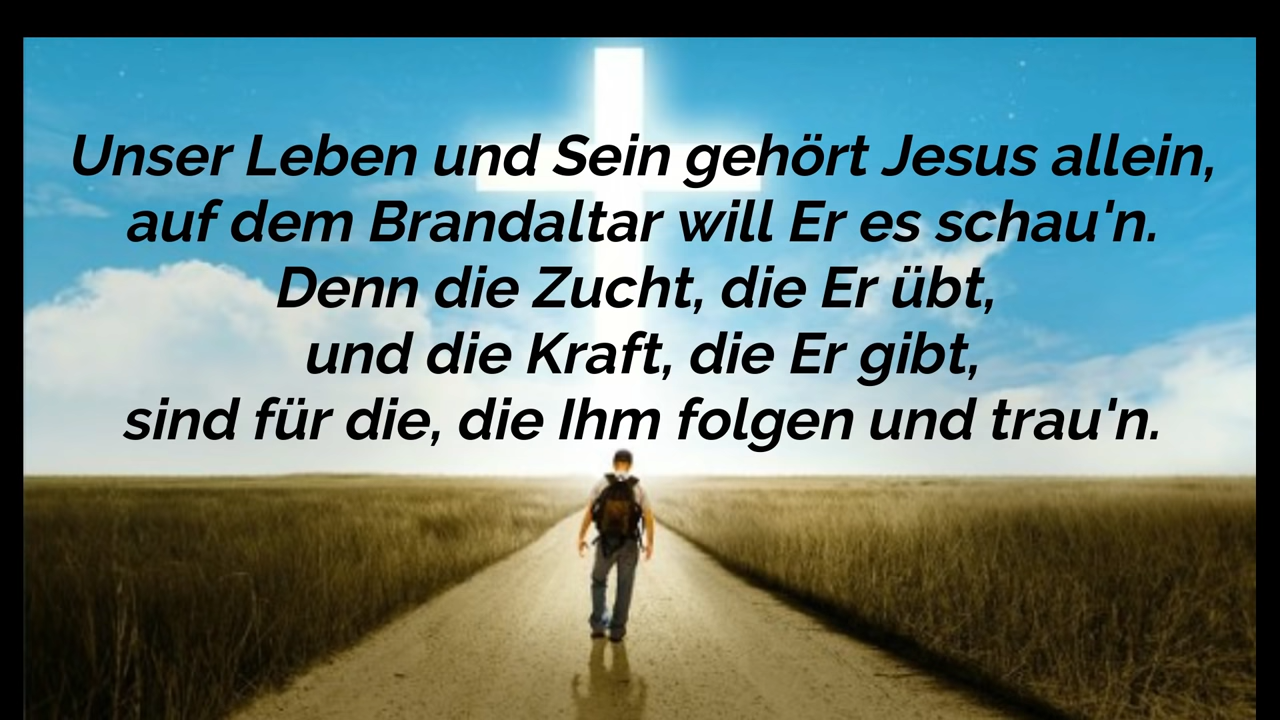 Unser Leben und Sein gehört Jesus allein,
auf dem Brandaltar will Er es schau'n.
Denn die Zucht, die Er übt,
und die Kraft, die Er gibt,
sind für die, die Ihm folgen und trau'n.